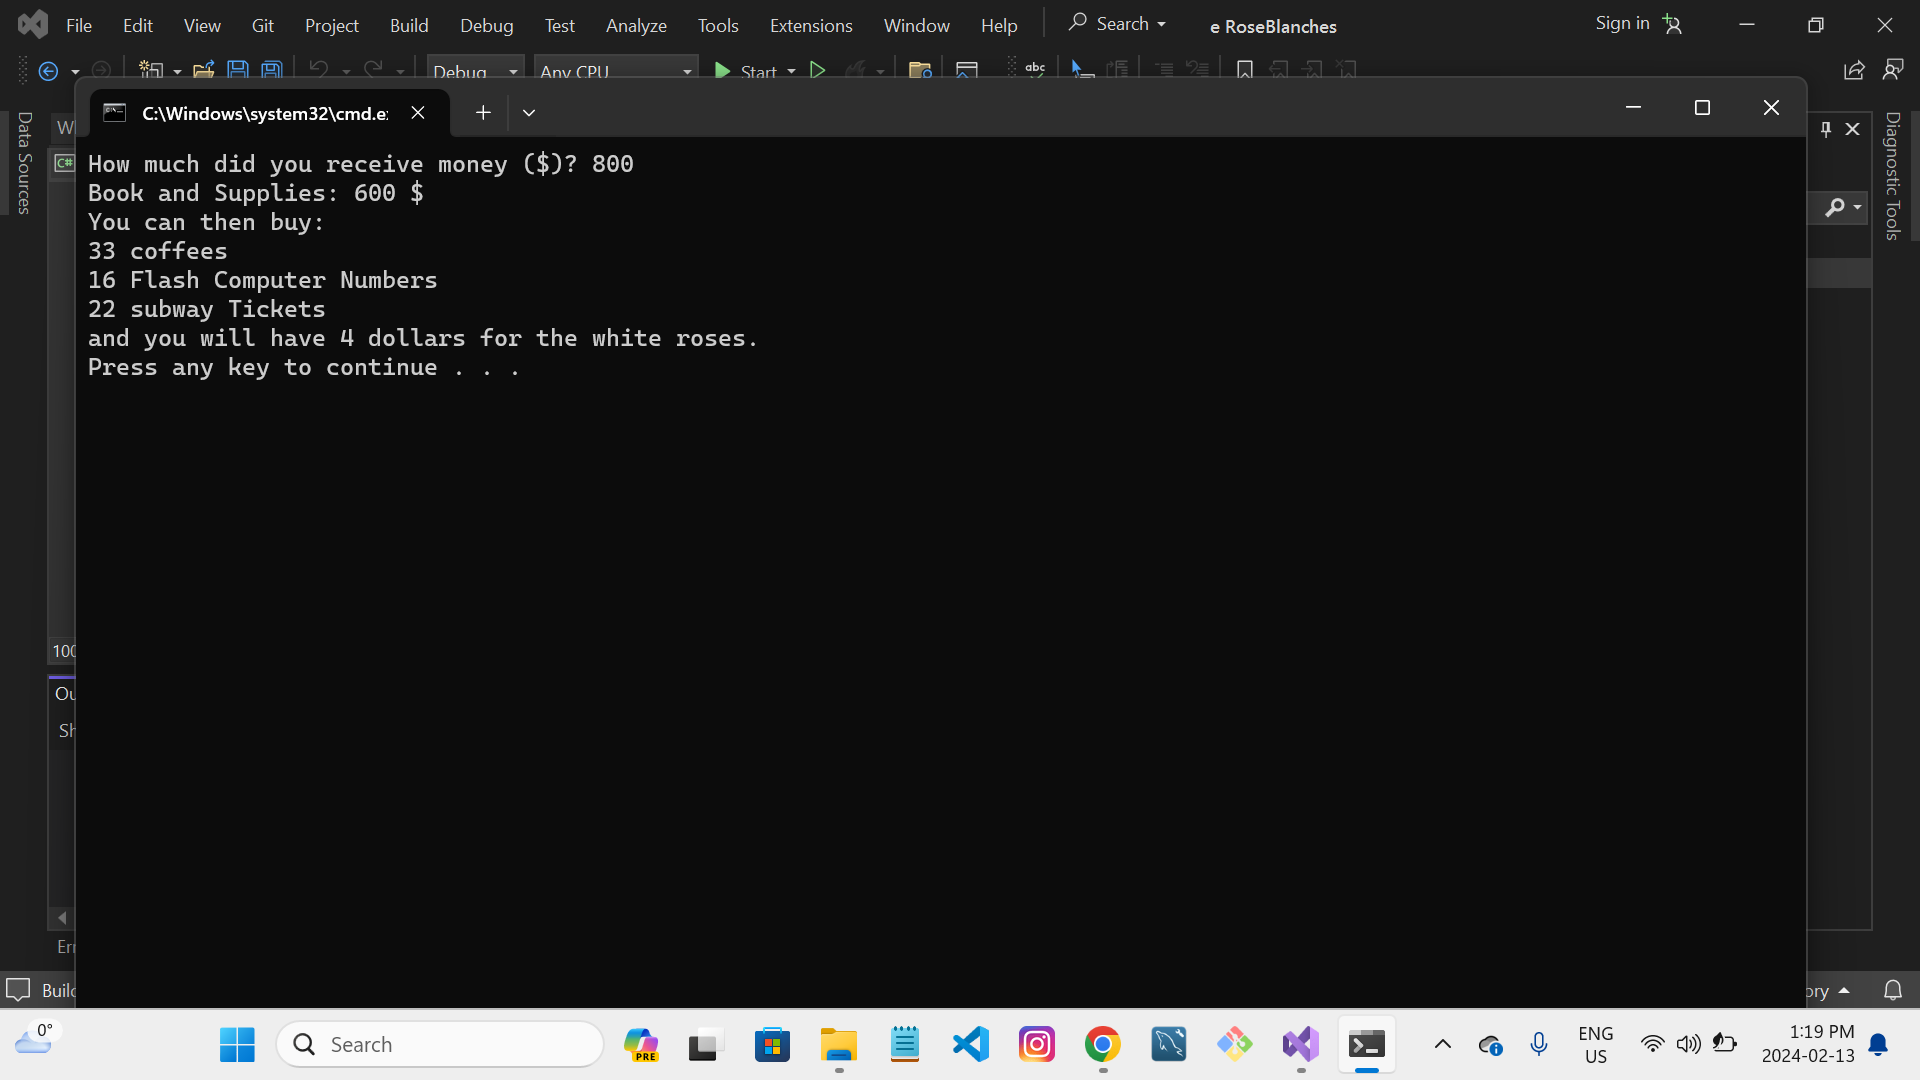 File Edit View Git Project Build Debug Test Analyze Tools Extensions Window Help Search e RoseBlanches Sign in
Debug Any CPU Start abc
C:\Windows\system32\cmd.e
Data Sources
Diagnostic Tools
C#
How much did you receive money ($)? 800
Book and Supplies: 600 $
You can then buy:
33 coffees
16 Flash Computer Numbers
22 subway Tickets
and you will have 4 dollars for the white roses.
Press any key to continue . . .
100
Ou
Sh
Err
Build
ory
0°
Search
PRE
ENG
US
1:19 PM
2024-02-13